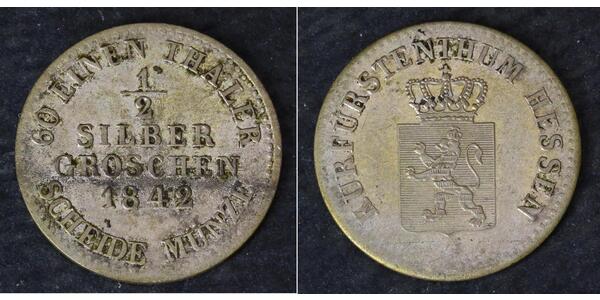 60 EINEN THALER
1
2
SILBER
GROSCHEN
1842
SCHEIDE MÜNZE
KURFÜRSTENTHUM HESSEN